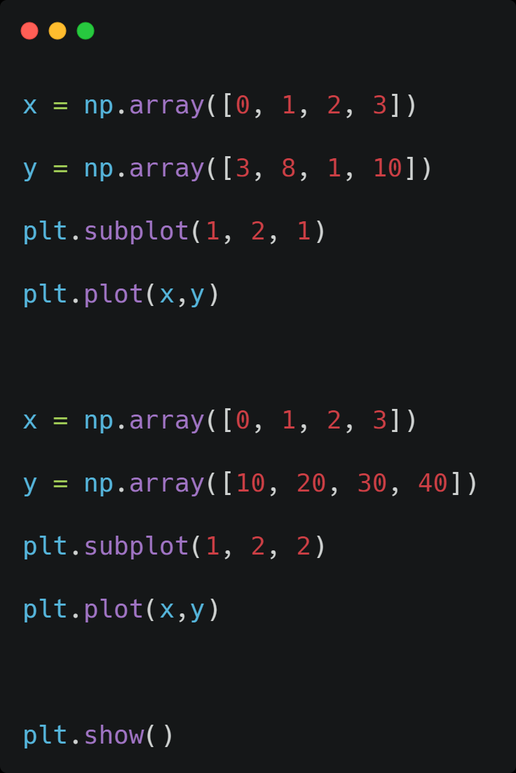 x = np.array([0, 1, 2, 3])
y = np.array([3, 8, 1, 10])
plt.subplot(1, 2, 1)
plt.plot(x,y)
x = np.array([0, 1, 2, 3])
y = np.array([10, 20, 30, 40])
plt.subplot(1, 2, 2)
plt.plot(x,y)
plt.show()